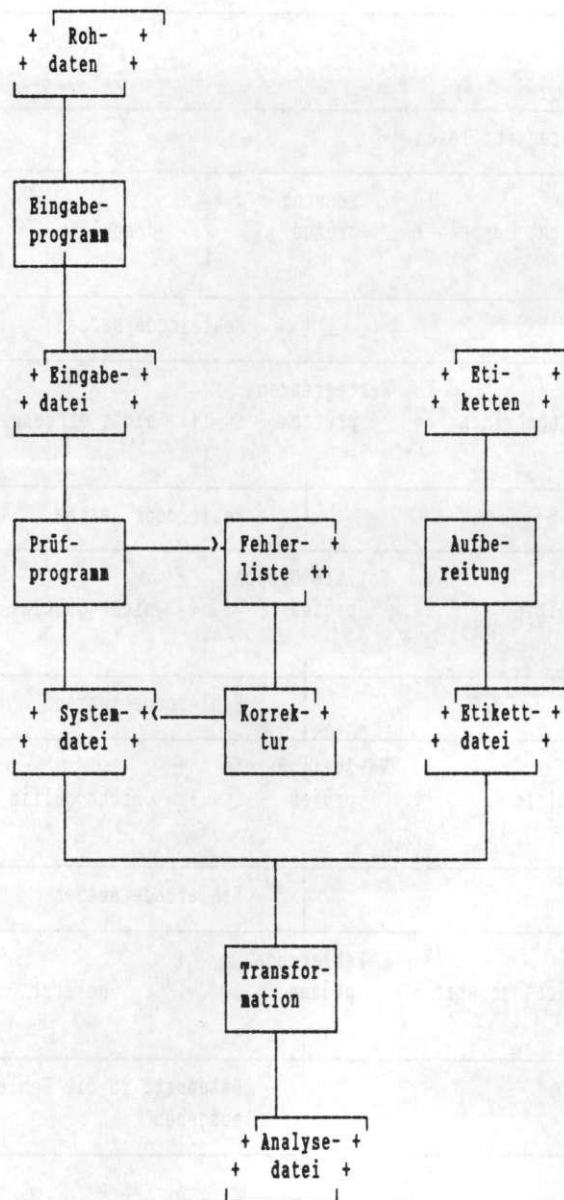 Roh-
daten
Eingabe-
programm
Eingabe-
datei
Eti-
ketten
Prüf-
programm
Fehler-
liste
Aufbe-
reitung
System-
datei
Korrek-
tur
Etikett-
datei
Transfor-
mation
Analyse-
datei